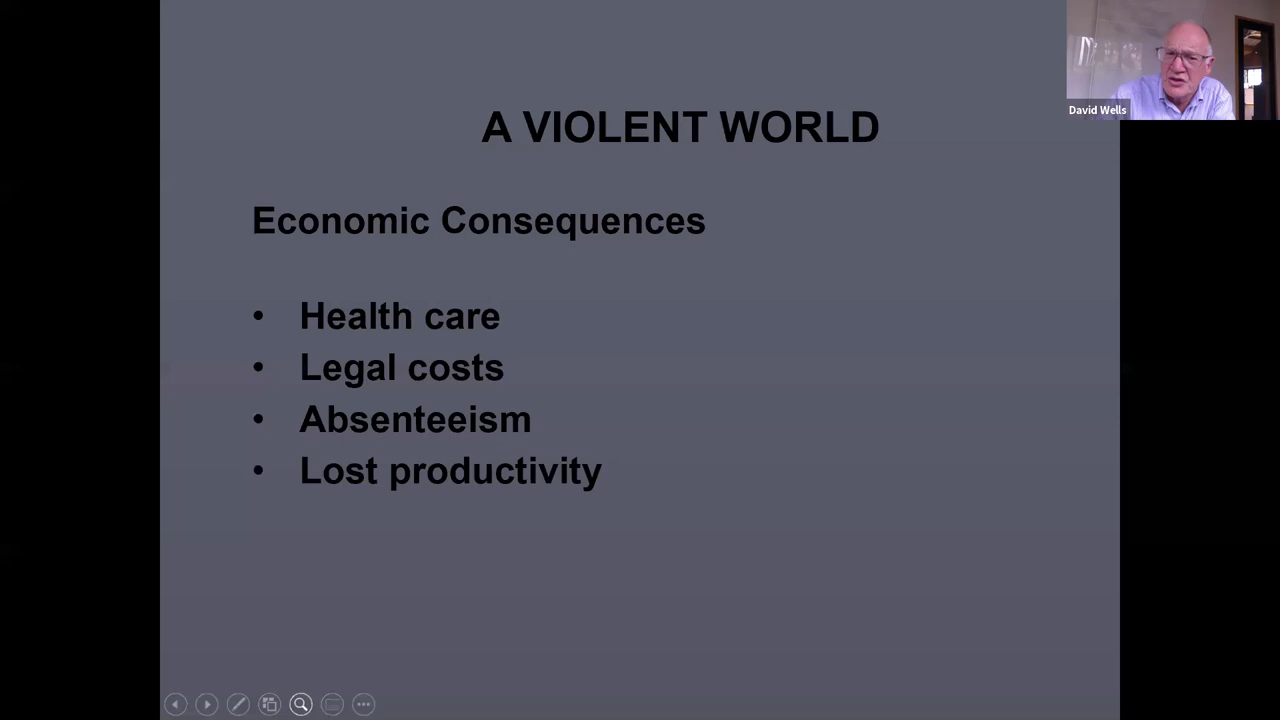 A VIOLENT WORLD
David Wells
Economic Consequences
• Health care
• Legal costs
• Absenteeism
• Lost productivity